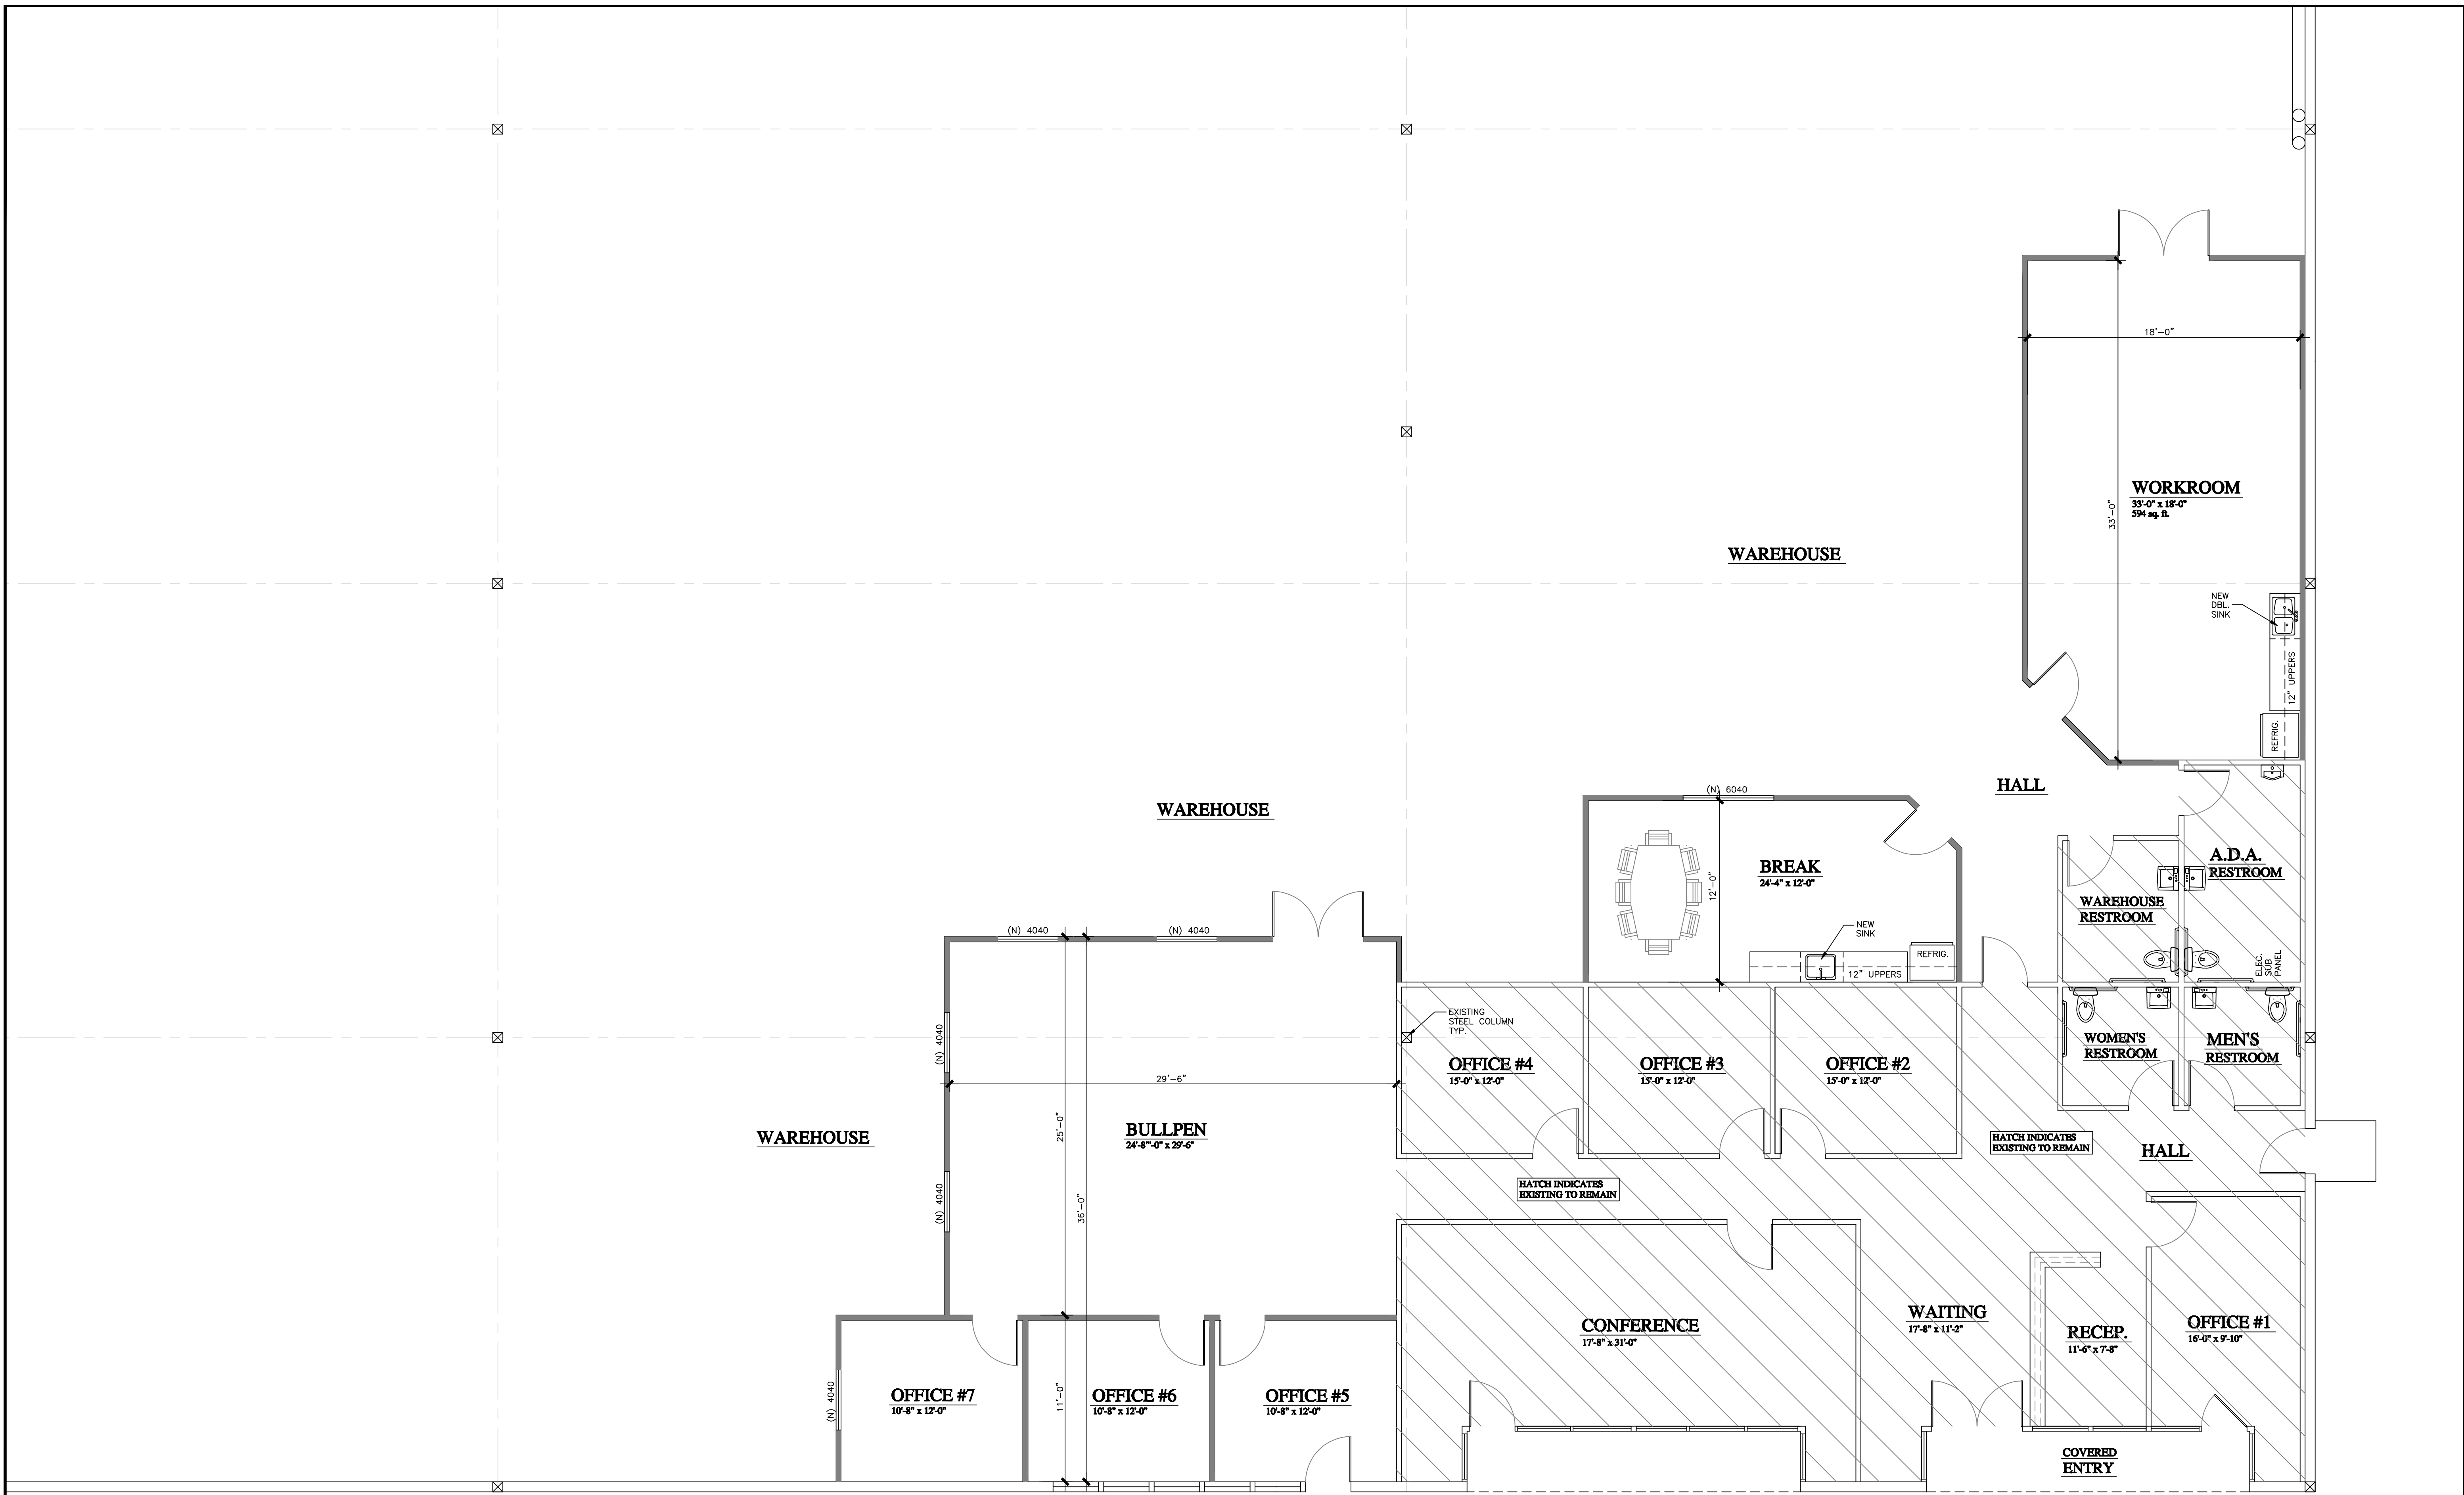 18'-0"
WORKROOM
33'-0" x 18'-0"
594 sq. ft.
33'-0"
WAREHOUSE
NEW
DBL.
SINK
12" UPPERS
REFRIG.
HALL
(N) 6040
WAREHOUSE
BREAK
24'-4" x 12'-0"
12'-0"
A.D.A.
RESTROOM
WAREHOUSE
RESTROOM
NEW
SINK
REFRIG.
12" UPPERS
ELEC.
SUB
PANEL
(N) 4040
(N) 4040
(N) 4040
EXISTING
STEEL COLUMN
TYP.
OFFICE #4
15'-0" x 12'-0"
OFFICE #3
15'-0" x 12'-0"
OFFICE #2
15'-0" x 12'-0"
WOMEN'S
RESTROOM
MEN'S
RESTROOM
29'-6"
WAREHOUSE
25'-0"
BULLPEN
24'-8"'-0" x 29'-6"
HATCH INDICATES
EXISTING TO REMAIN
HALL
(N) 4040
36'-0"
HATCH INDICATES
EXISTING TO REMAIN
CONFERENCE
17'-8" x 31'-0"
WAITING
17'-8" x 11'-2"
RECEP.
11'-6" x 7'-8"
OFFICE #1
16'-0" x 9'-10"
(N) 4040
OFFICE #7
10'-8" x 12'-0"
11'-0"
OFFICE #6
10'-8" x 12'-0"
OFFICE #5
10'-8" x 12'-0"
COVERED
ENTRY